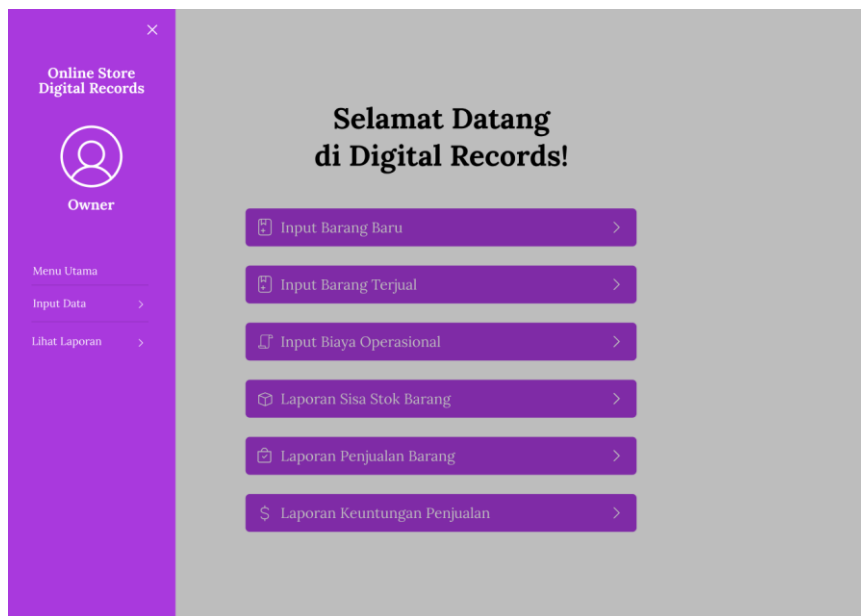 Online Store
Digital Records
Owner
Menu Utama
Input Data
Lihat Laporan
Selamat Datang
di Digital Records!
Input Barang Baru
Input Barang Terjual
Input Biaya Operasional
Laporan Sisa Stok Barang
Laporan Penjualan Barang
$ Laporan Keuntungan Penjualan